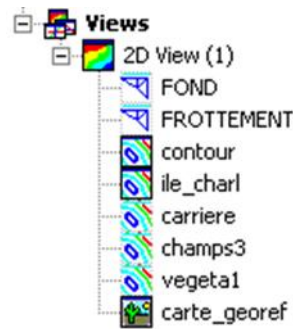 Views
2D View (1)
FOND
FROTTEMENT
contour
ile_charl
carriere
champs3
vegeta1
carte_georef